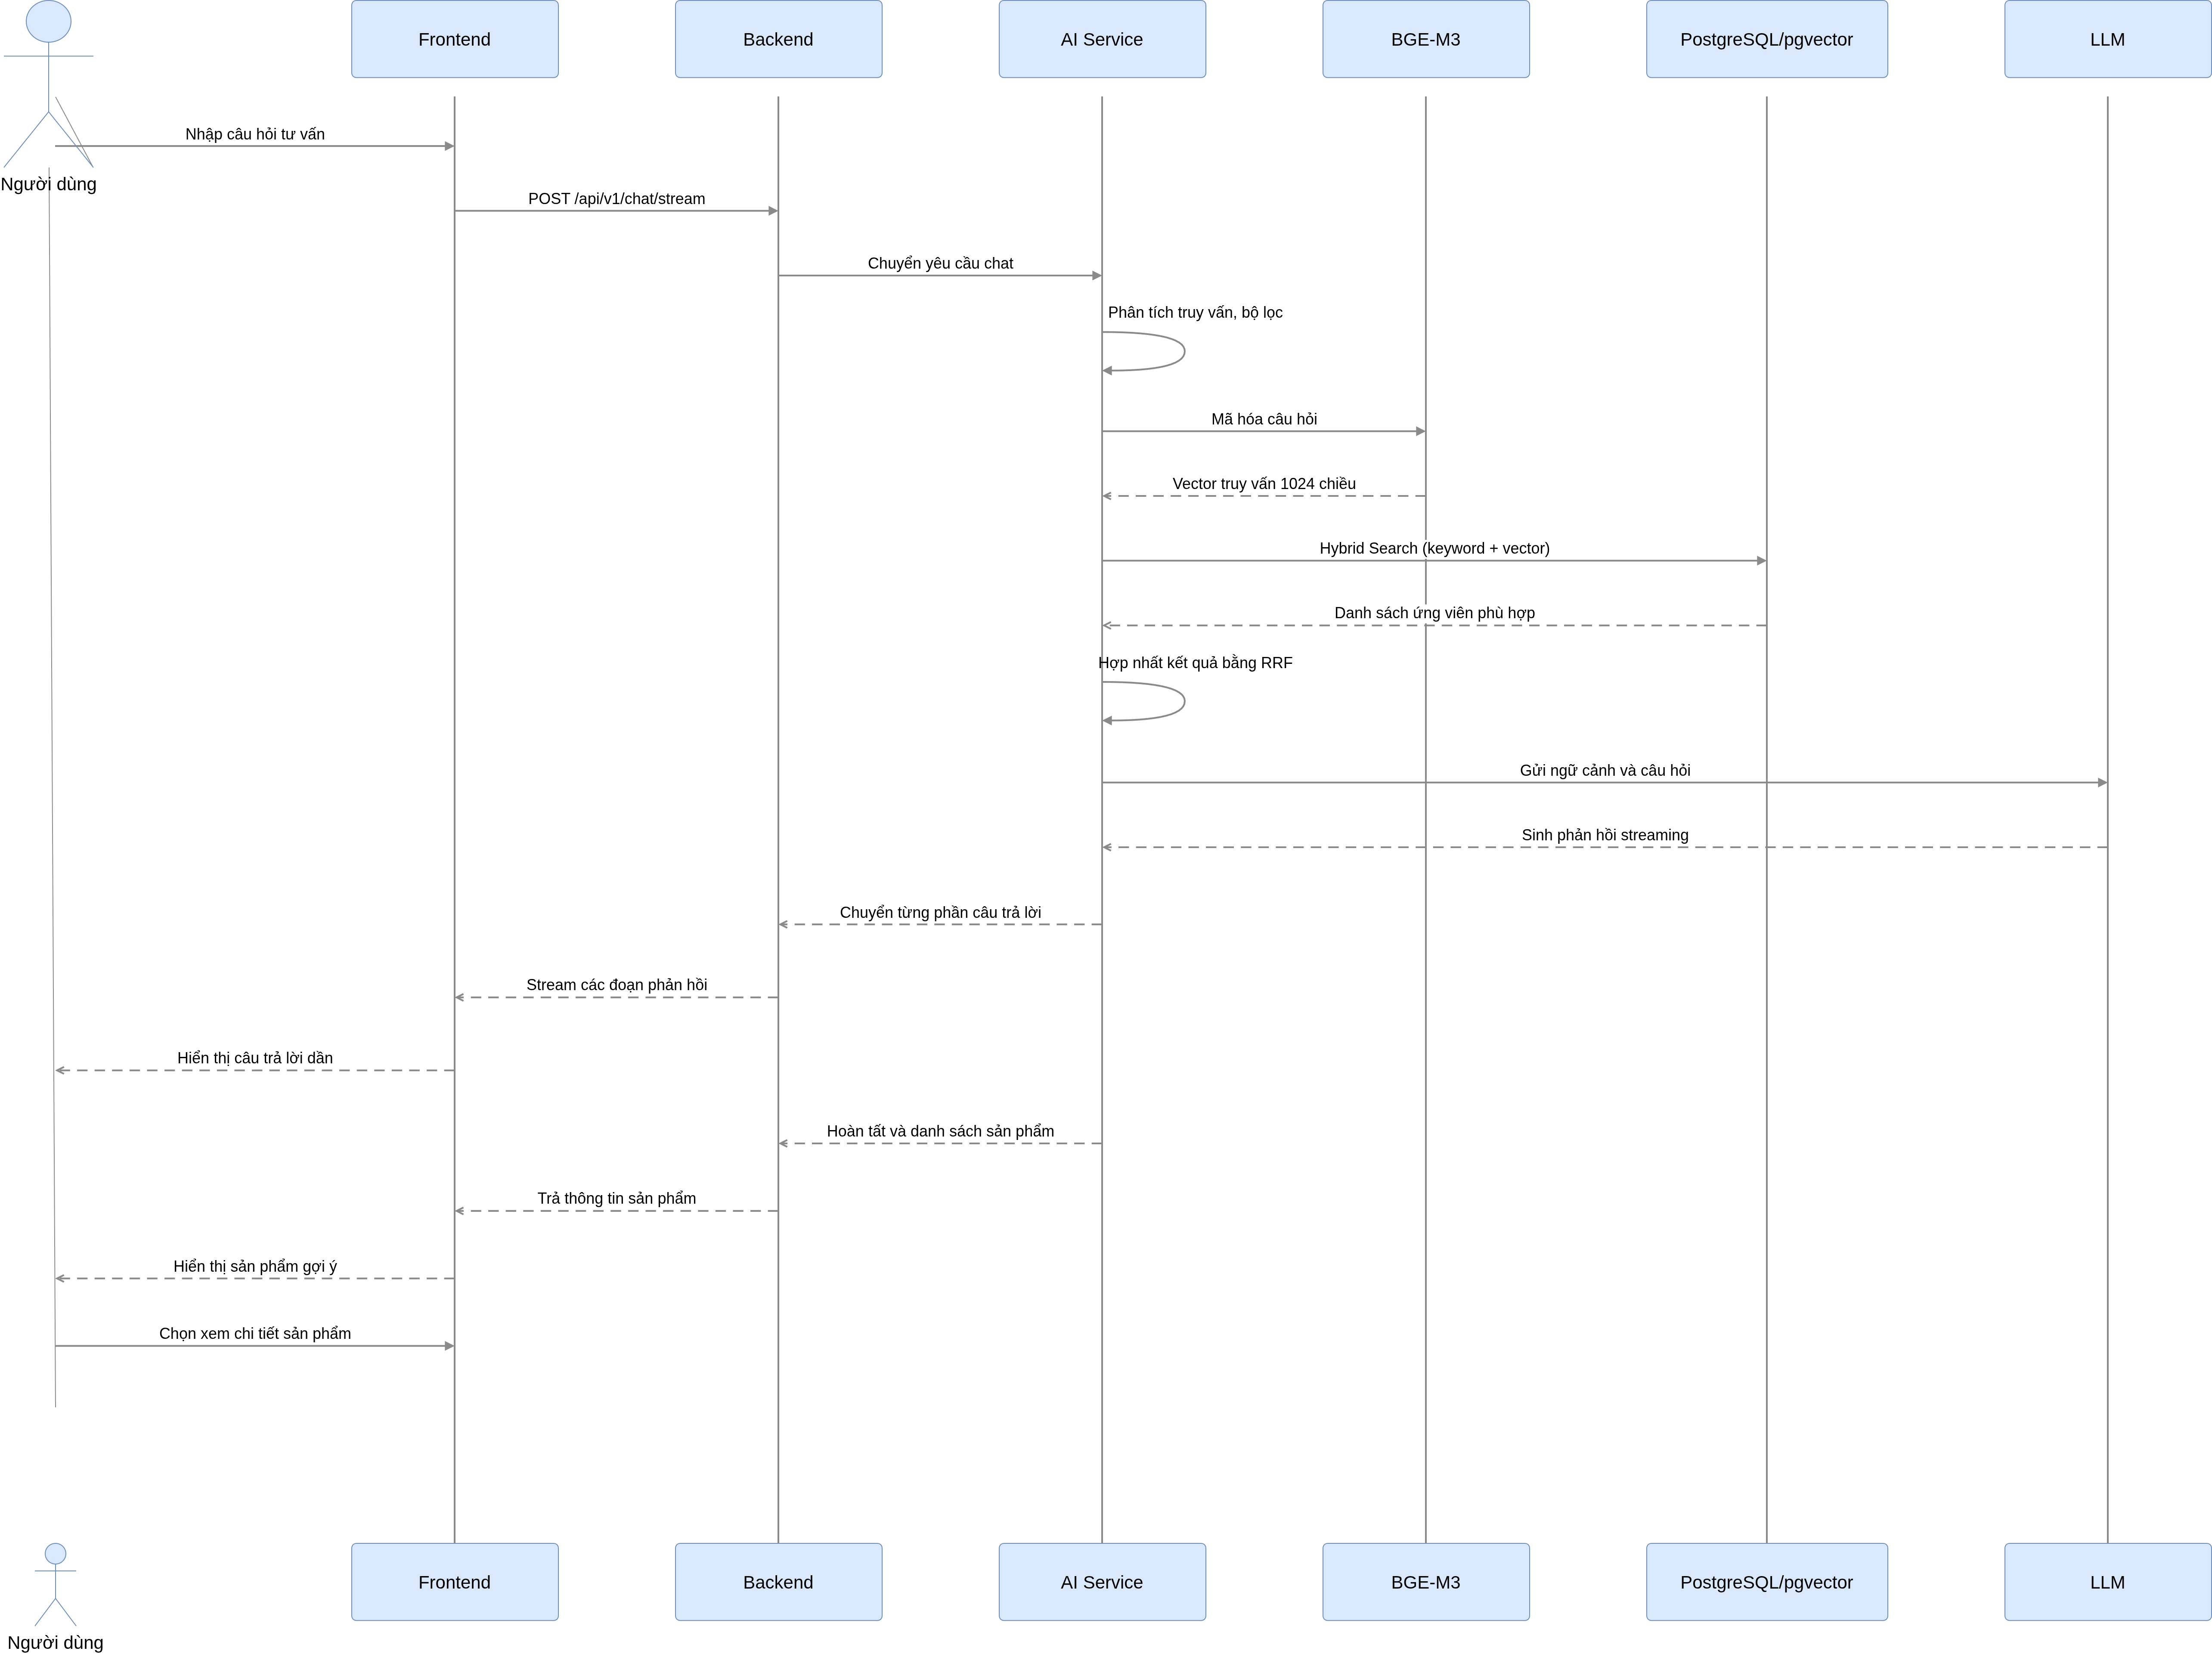 Frontend
Backend
AI Service
BGE-M3
PostgreSQL/pgvector
LLM
Nhập câu hỏi tư vấn
Người dùng
POST /api/v1/chat/stream
Chuyển yêu cầu chat
Phân tích truy vấn, bộ lọc
Mã hóa câu hỏi
Vector truy vấn 1024 chiều
Hybrid Search (keyword + vector)
Danh sách ứng viên phù hợp
Hợp nhất kết quả bằng RRF
Gửi ngữ cảnh và câu hỏi
Sinh phản hồi streaming
Chuyển từng phần câu trả lời
Stream các đoạn phản hồi
Hiển thị câu trả lời dần
Hoàn tất và danh sách sản phẩm
Trả thông tin sản phẩm
Hiển thị sản phẩm gợi ý
Chọn xem chi tiết sản phẩm
Frontend
Backend
AI Service
BGE-M3
PostgreSQL/pgvector
LLM
Người dùng